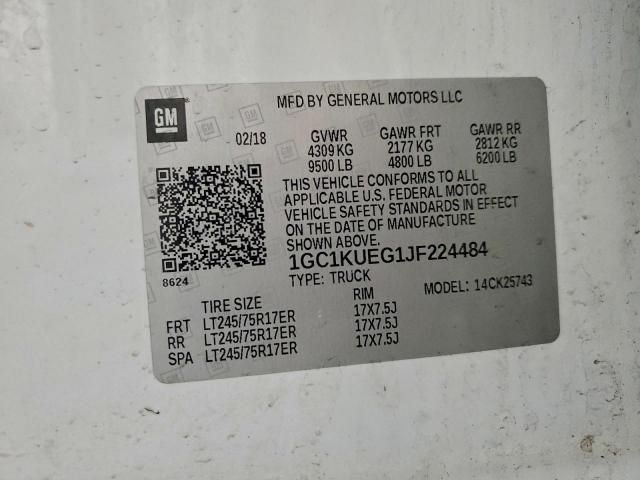 MFD BY GENERAL MOTORS LLC
GM
02/18 GVWR GAWR FRT GAWR RR
4309 KG 2177 KG 2812 KG
9500 LB 4800 LB 6200 LB
THIS VEHICLE CONFORMS TO ALL
APPLICABLE U.S. FEDERAL MOTOR
VEHICLE SAFETY STANDARDS IN EFFECT
ON THE DATE OF MANUFACTURE
SHOWN ABOVE.
1GC1KUEG1JF224484
8624 TYPE: TRUCK MODEL: 14CK25743
TIRE SIZE RIM
FRT LT245/75R17ER 17X7.5J
RR LT245/75R17ER 17X7.5J
SPA LT245/75R17ER 17X7.5J